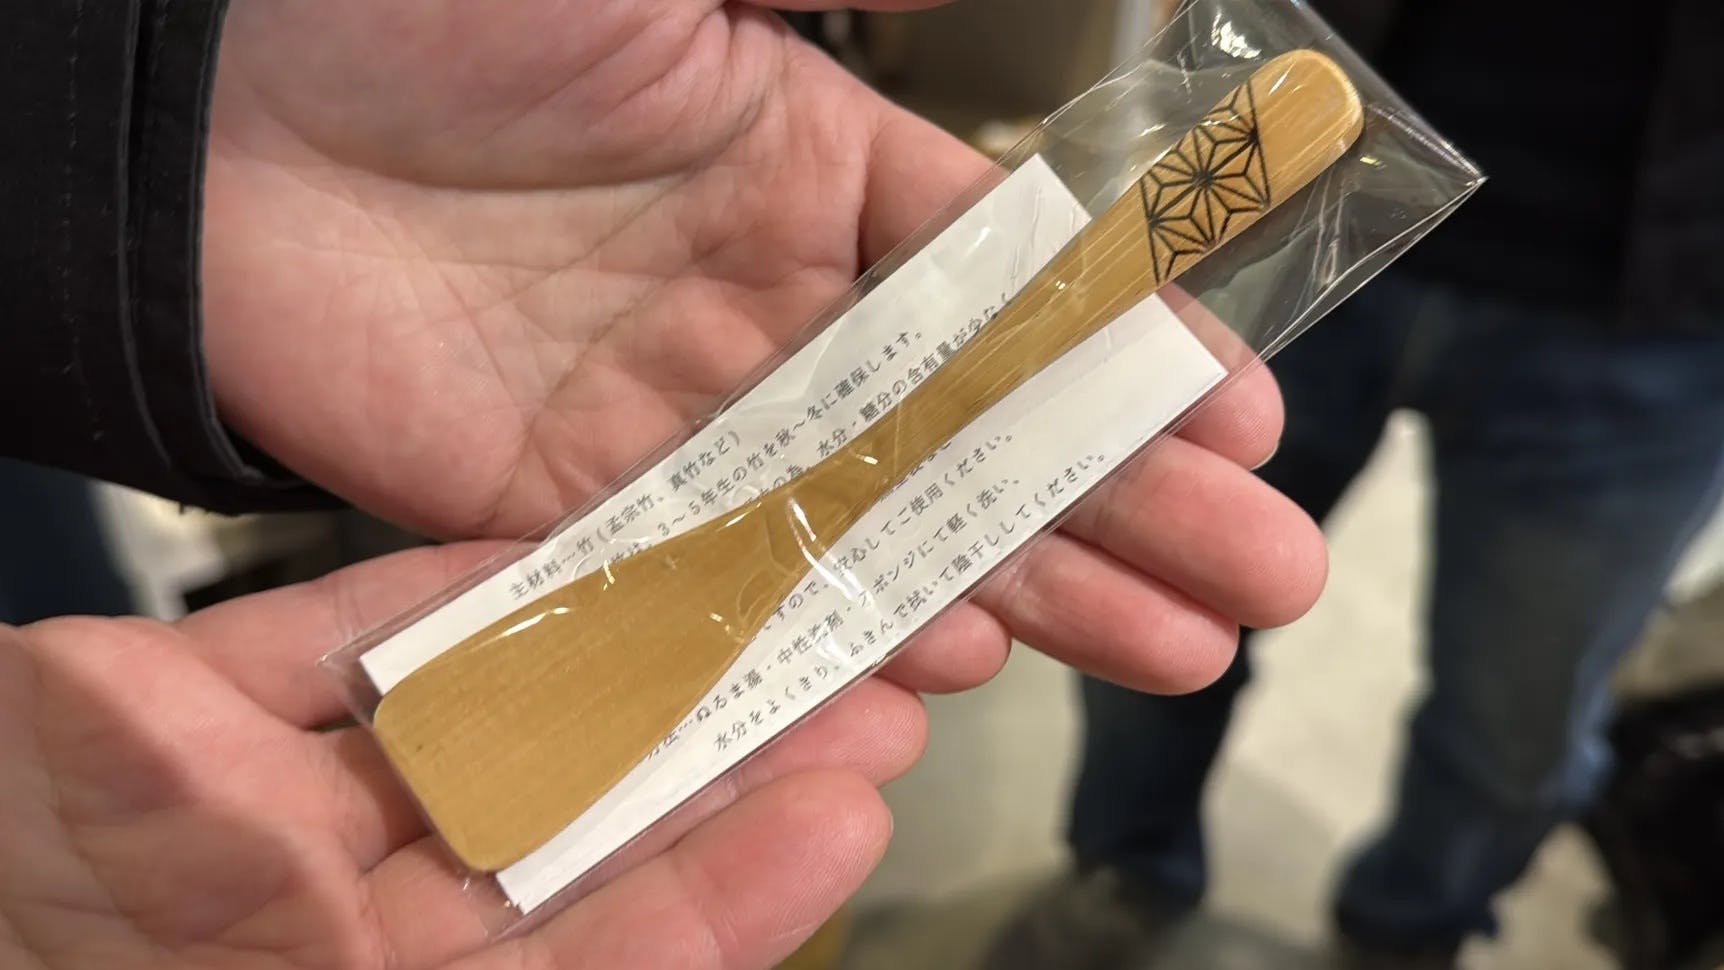 主材料…竹(孟宗竹、真竹など)
3~5年生の竹を秋~冬に確保します。
水分・糖分の含有量が少なく
ですので、安心してご使用ください。
ぬるま湯・中性洗剤・スポンジにて軽く洗い、
水分をよくきり、ふきんで拭いて陰干ししてください。